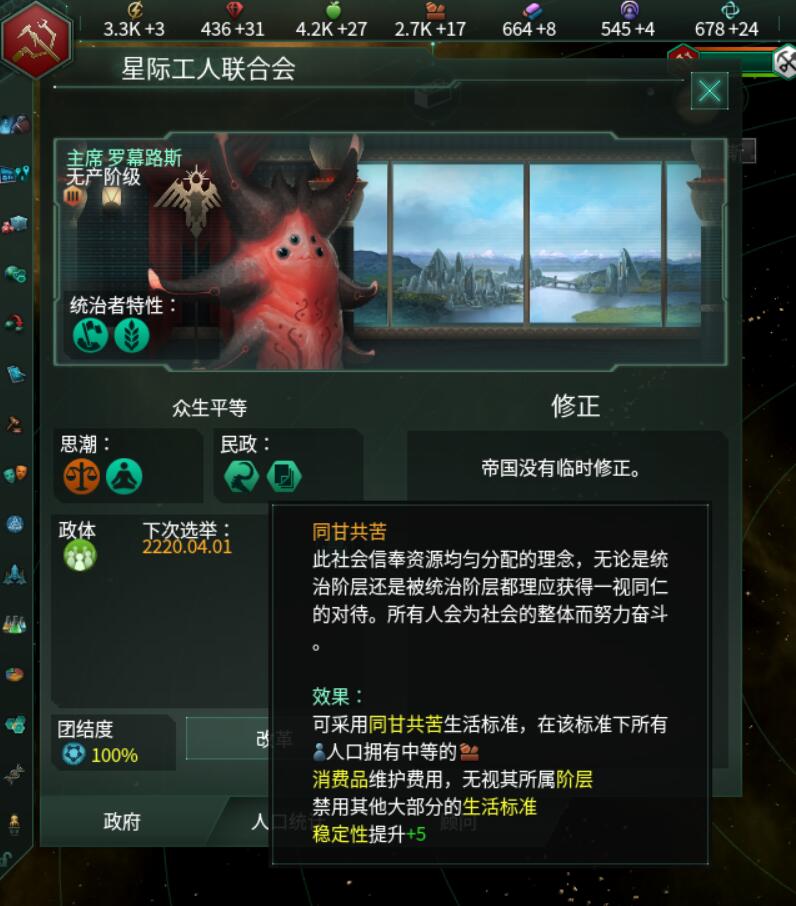 3.3K +3 436 +31 4.2K +27 2.7K +17 664 +8 545 +4 678 +24
星际工人联合会
主席 罗幕路斯
无产阶级
统治者特性：
众生平等
修正
思潮：
民政：
帝国没有临时修正。
政体
下次选举：
2220.04.01
同甘共苦
此社会信奉资源均匀分配的理念，无论是统
治阶层还是被统治阶层都理应获得一视同仁
的对待。所有人会为社会的整体而努力奋斗
。
效果：
可采用同甘共苦生活标准，在该标准下所有
人口拥有中等的
消费品维护费用，无视其所属阶层
禁用其他大部分的生活标准
稳定性提升+5
团结度
100%
改革
政府
人口统计
顾问